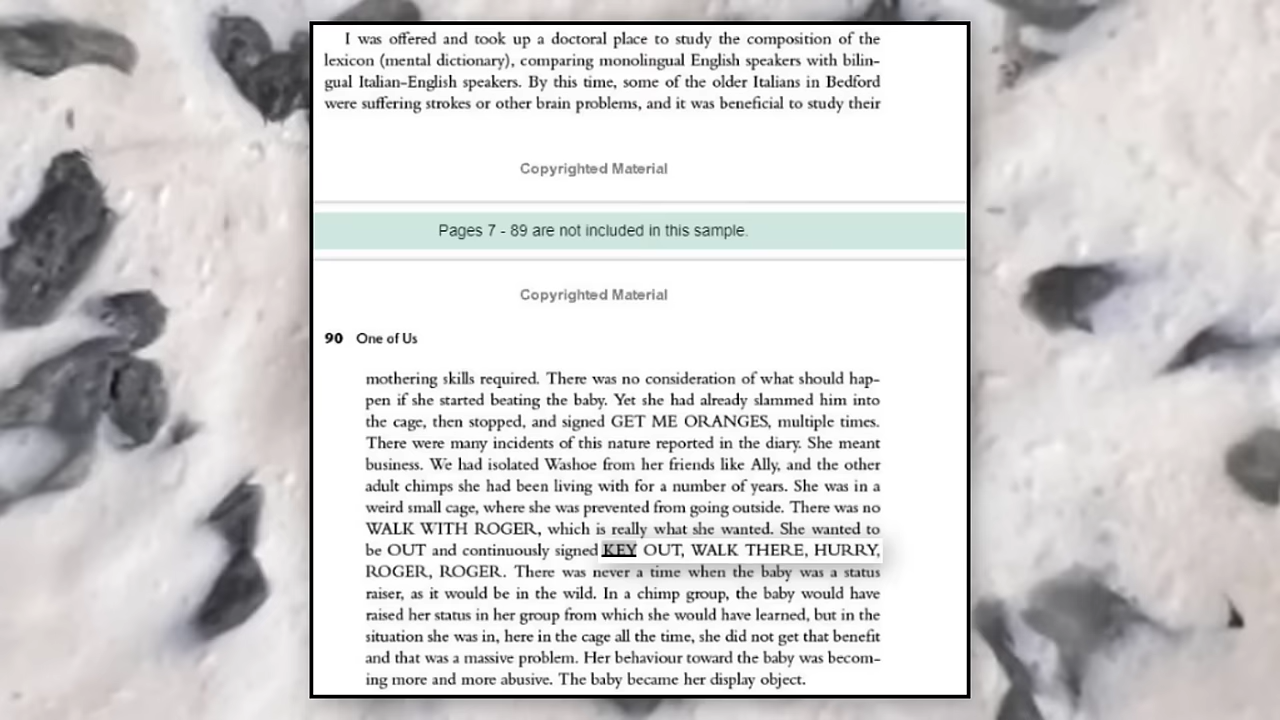 I was offered and took up a doctoral place to study the composition of the
lexicon (mental dictionary), comparing monolingual English speakers with bilin-
gual Italian–English speakers. By this time, some of the older Italians in Bedford
were suffering strokes or other brain problems, and it was beneficial to study their
Copyrighted Material
Pages 7 - 89 are not included in this sample.
Copyrighted Material
90 One of Us
mothering skills required. There was no consideration of what should hap-
pen if she started beating the baby. Yet she had already slammed him into
the cage, then stopped, and signed GET ME ORANGES, multiple times.
There were many incidents of this nature reported in the diary. She meant
business. We had isolated Washoe from her friends like Ally, and the other
adult chimps she had been living with for a number of years. She was in a
weird small cage, where she was prevented from going outside. There was no
WALK WITH ROGER, which is really what she wanted. She wanted to
be OUT and continuously signed KEY OUT, WALK THERE, HURRY,
ROGER, ROGER. There was never a time when the baby was a status
raiser, as it would be in the wild. In a chimp group, the baby would have
raised her status in her group from which she would have learned, but in the
situation she was in, here in the cage all the time, she did not get that benefit
and that was a massive problem. Her behaviour toward the baby was becom-
ing more and more abusive. The baby became her display object.